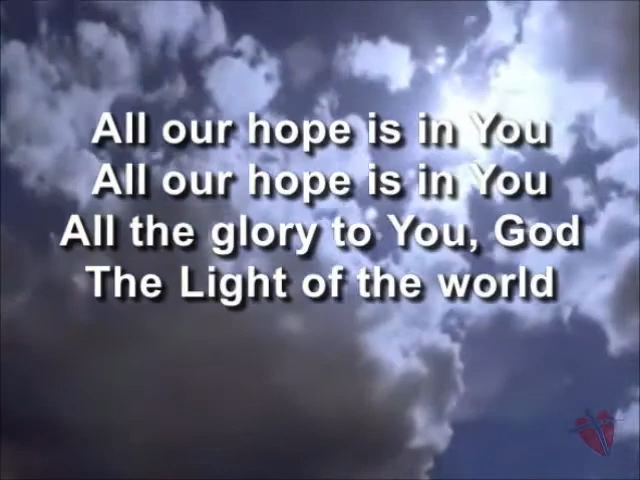 All our hope is in You
All our hope is in You
All the glory to You, God
The Light of the world